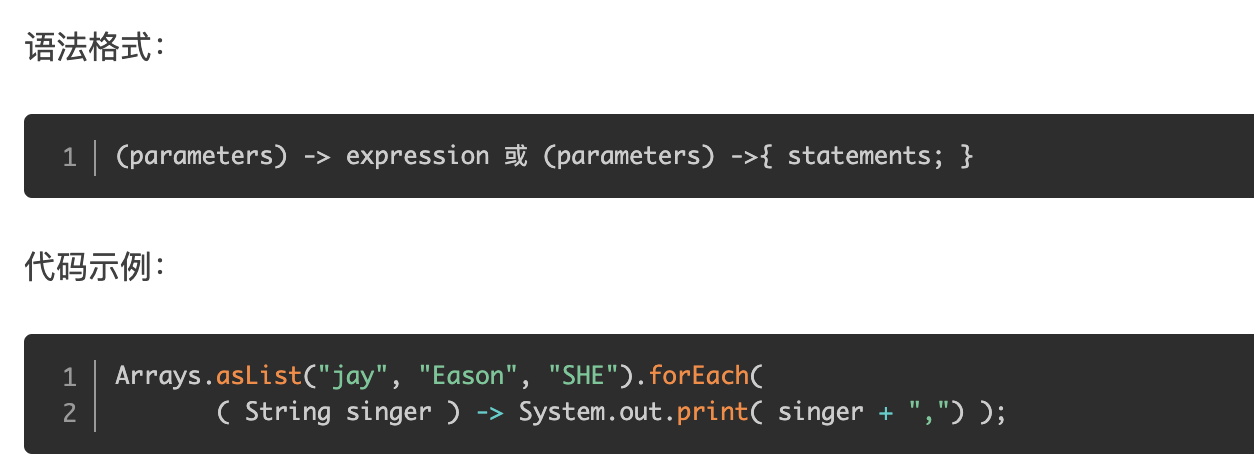 语法格式：
1 (parameters) -> expression 或 (parameters) ->{ statements; }
代码示例：
1 Arrays.asList("jay", "Eason", "SHE").forEach(
2 ( String singer ) -> System.out.print( singer + ",") );